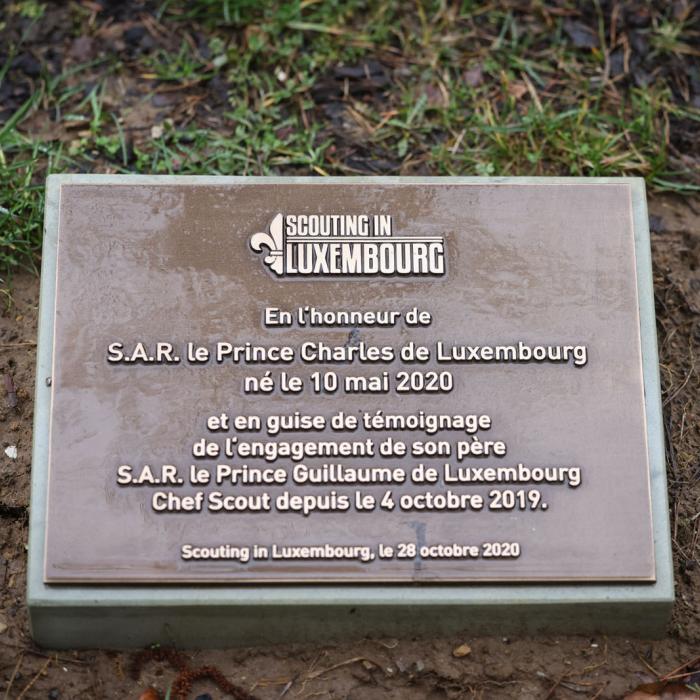 SCOUTING IN
LUXEMBOURG
En l'honneur de
S.A.R. le Prince Charles de Luxembourg
né le 10 mai 2020
et en guise de témoignage
de l'engagement de son père
S.A.R. le Prince Guillaume de Luxembourg
Chef Scout depuis le 4 octobre 2019.
Scouting in Luxembourg, le 28 octobre 2020